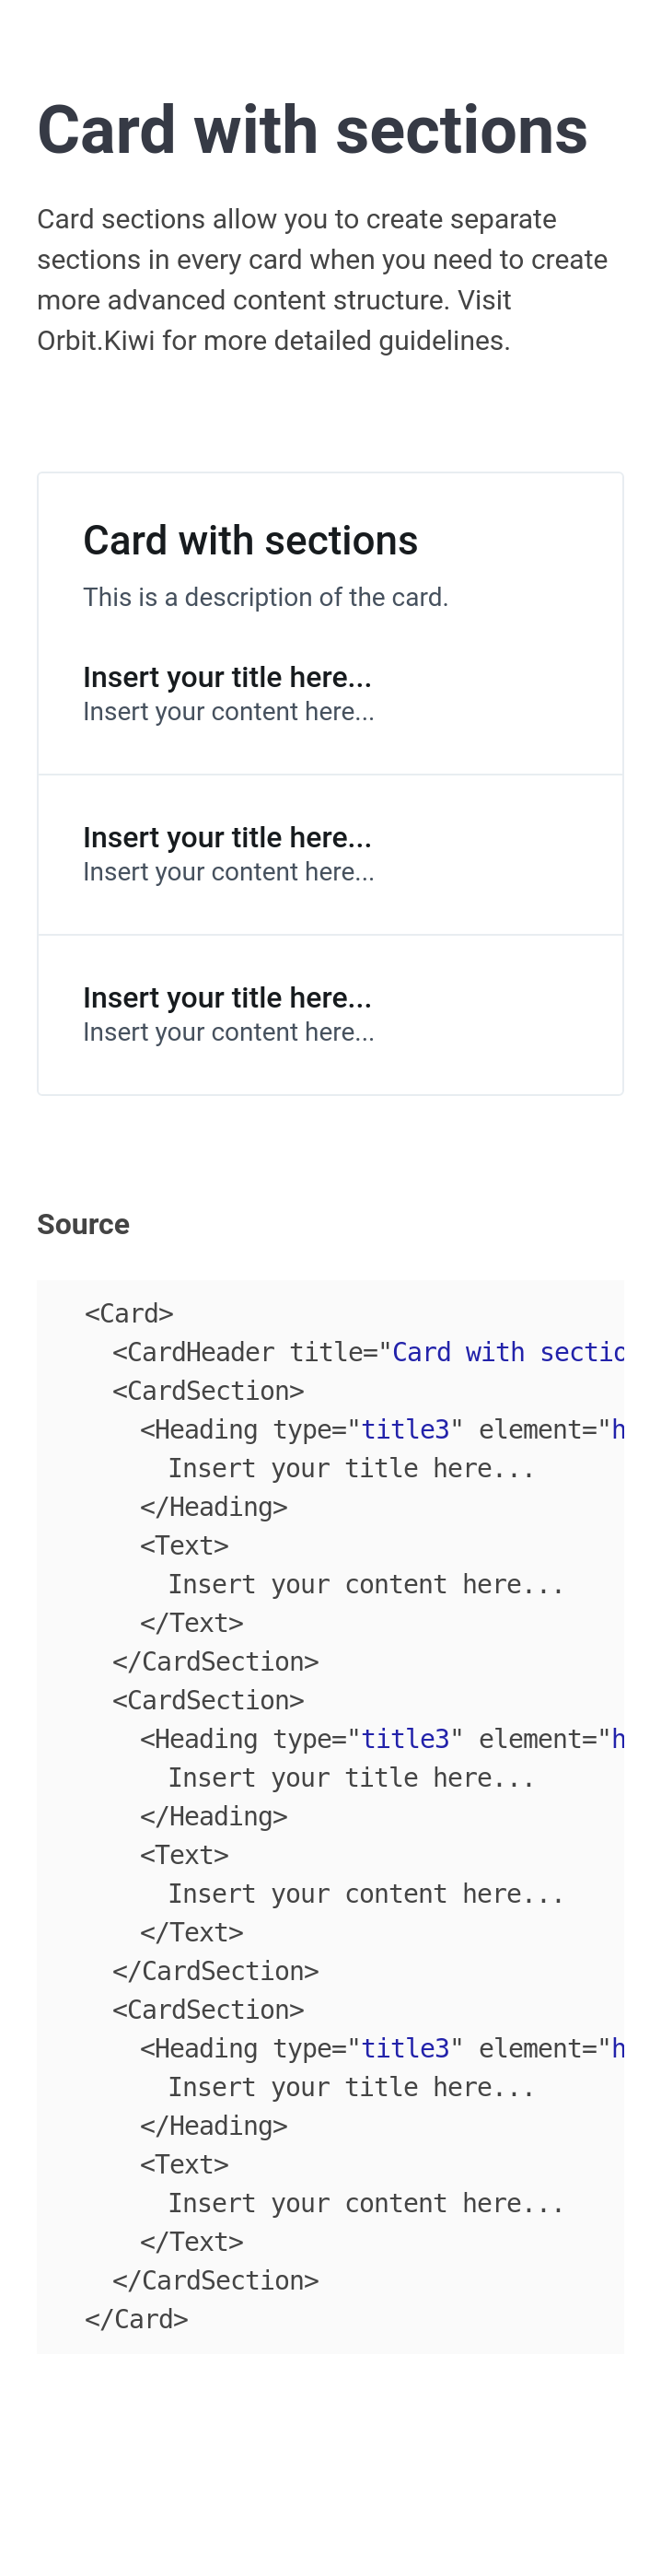 Card with sections
Card sections allow you to create separate
sections in every card when you need to create
more advanced content structure. Visit
Orbit.Kiwi for more detailed guidelines.
Card with sections
This is a description of the card.
Insert your title here...
Insert your content here...
Insert your title here...
Insert your content here...
Insert your title here...
Insert your content here...
Source
<Card>
<CardHeader title="Card with sectio
<CardSection>
<Heading type="title3" element="h
Insert your title here...
</Heading>
<Text>
Insert your content here...
</Text>
</CardSection>
<CardSection>
<Heading type="title3" element="h
Insert your title here...
</Heading>
<Text>
Insert your content here...
</Text>
</CardSection>
<CardSection>
<Heading type="title3" element="h
Insert your title here...
</Heading>
<Text>
Insert your content here...
</Text>
</CardSection>
</Card>